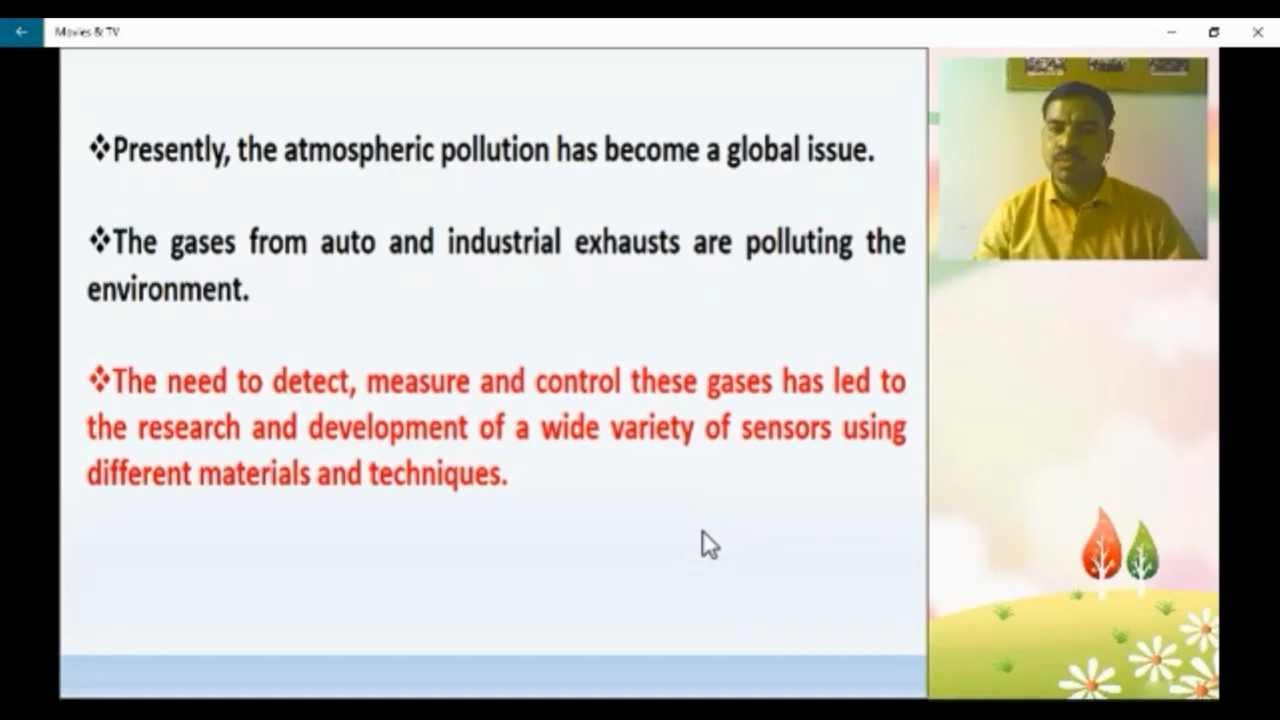 Movies & TV
❖Presently, the atmospheric pollution has become a global issue.
❖The gases from auto and industrial exhausts are polluting the
environment.
❖The need to detect, measure and control these gases has led to
the research and development of a wide variety of sensors using
different materials and techniques.